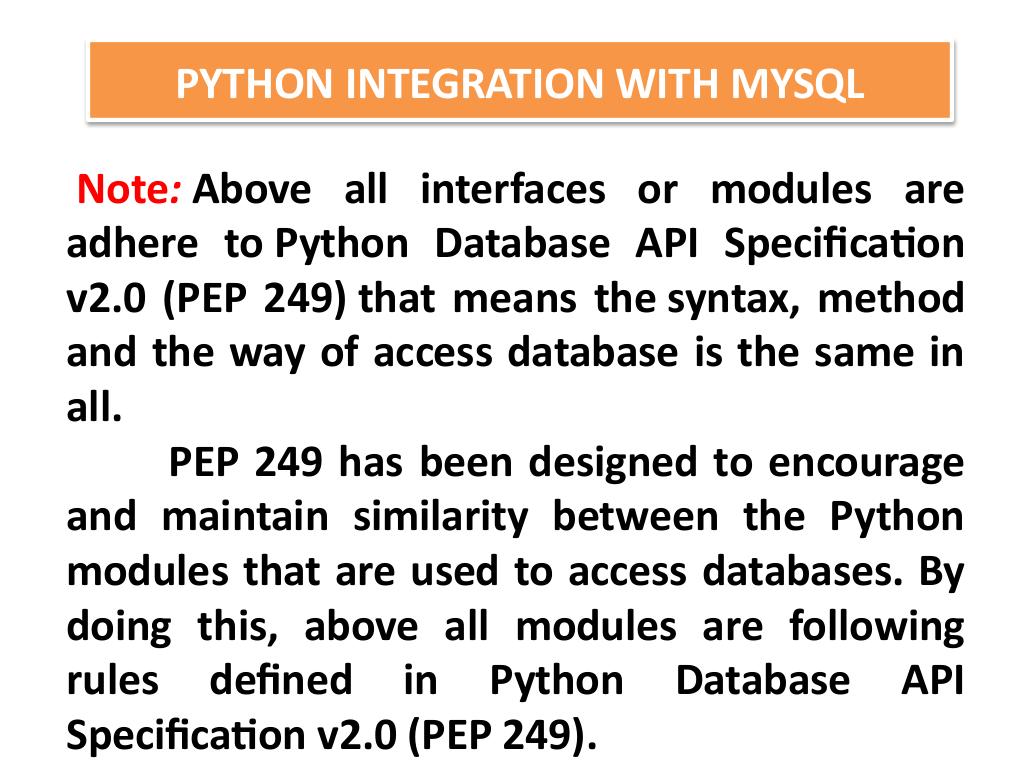 PYTHON INTEGRATION WITH MYSQL
Note: Above all interfaces or modules are
adhere to Python Database API Specification
v2.0 (PEP 249) that means the syntax, method
and the way of access database is the same in
all.
PEP 249 has been designed to encourage
and maintain similarity between the Python
modules that are used to access databases. By
doing this, above all modules are following
rules defined in Python Database API
Specification v2.0 (PEP 249).